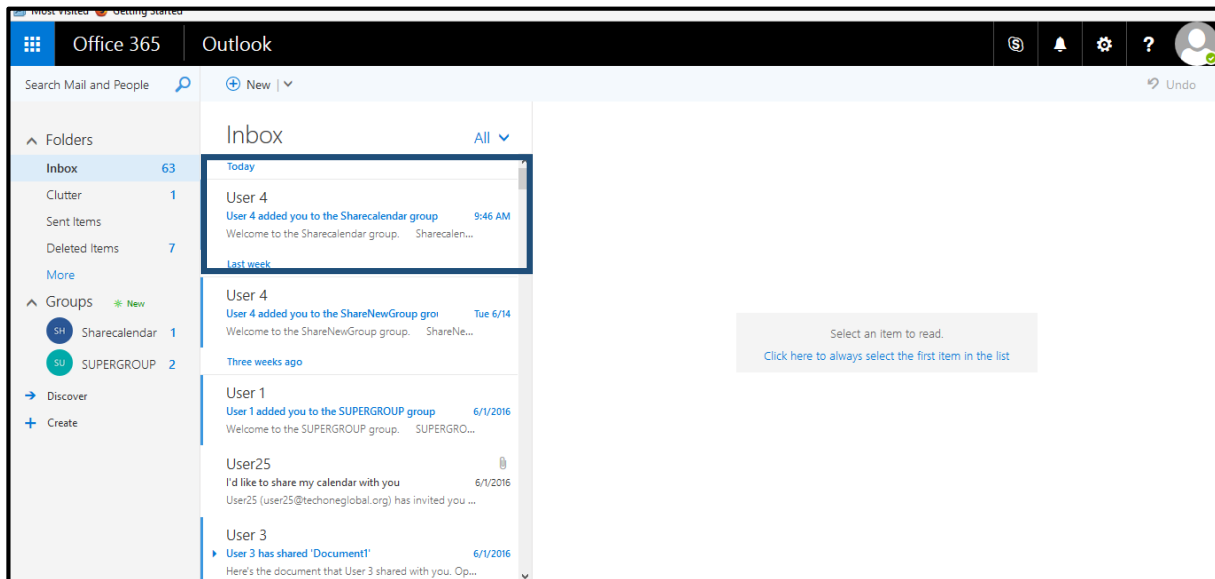 Most Visited Getting Started
Office 365 Outlook ?
Search Mail and People New Undo
Folders
Inbox 63
Clutter 1
Sent Items
Deleted Items 7
More
Groups New
SH Sharecalendar 1
SU SUPERGROUP 2
Discover
Create
Inbox All
Today
User 4
User 4 added you to the Sharecalendar group 9:46 AM
Welcome to the Sharecalendar group. Sharecalen...
Last week
User 4
User 4 added you to the ShareNewGroup grou Tue 6/14
Welcome to the ShareNewGroup group. ShareNe...
Three weeks ago
User 1
User 1 added you to the SUPERGROUP group 6/1/2016
Welcome to the SUPERGROUP group. SUPERGRO...
User25
I'd like to share my calendar with you 6/1/2016
User25 (user25@techoneglobal.org) has invited you ...
User 3
User 3 has shared 'Document1' 6/1/2016
Here's the document that User 3 shared with you. Op...
Select an item to read.
Click here to always select the first item in the list